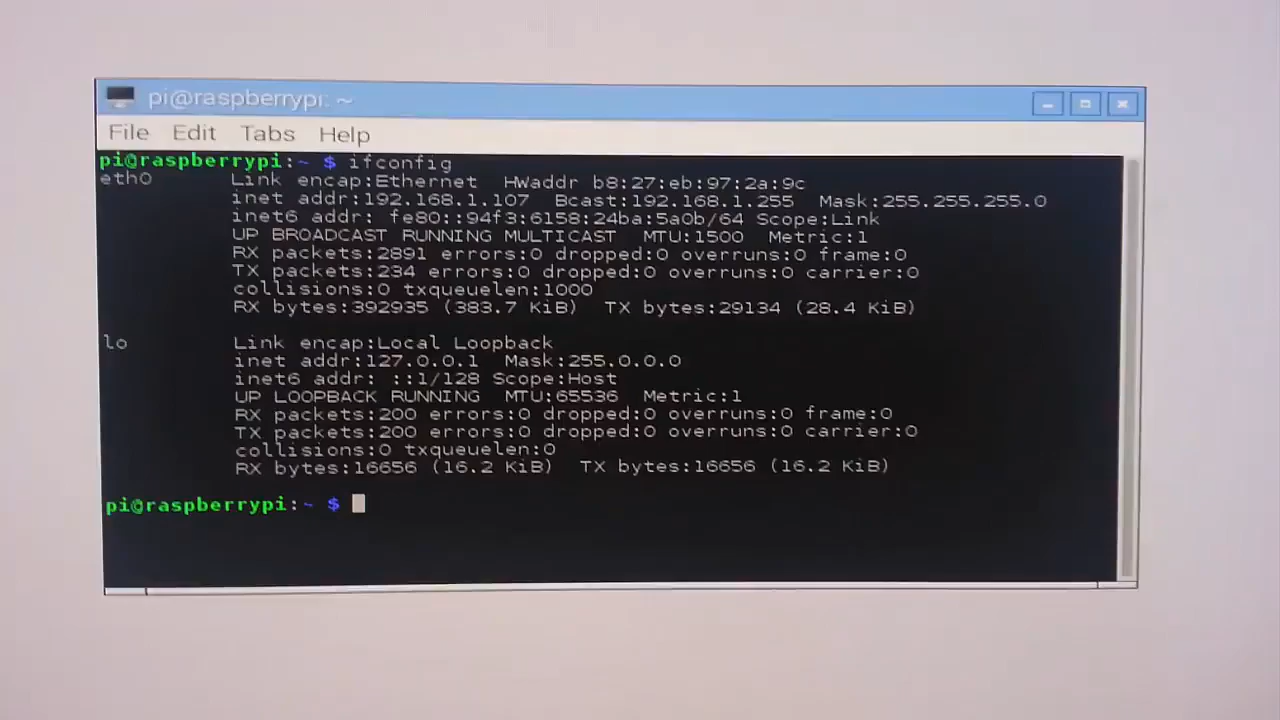 pi@raspberrypi: ~
File Edit Tabs Help
pi@raspberrypi:~ $ ifconfig
eth0 Link encap:Ethernet HWaddr b8:27:eb:97:2a:9c
inet addr:192.168.1.107 Bcast:192.168.1.255 Mask:255.255.255.0
inet6 addr: fe80::94f3:6158:24ba:5a0b/64 Scope:Link
UP BROADCAST RUNNING MULTICAST MTU:1500 Metric:1
RX packets:2891 errors:0 dropped:0 overruns:0 frame:0
TX packets:234 errors:0 dropped:0 overruns:0 carrier:0
collisions:0 txqueuelen:1000
RX bytes:392935 (383.7 KiB) TX bytes:29134 (28.4 KiB)
lo Link encap:Local Loopback
inet addr:127.0.0.1 Mask:255.0.0.0
inet6 addr: ::1/128 Scope:Host
UP LOOPBACK RUNNING MTU:65536 Metric:1
RX packets:200 errors:0 dropped:0 overruns:0 frame:0
TX packets:200 errors:0 dropped:0 overruns:0 carrier:0
collisions:0 txqueuelen:0
RX bytes:16656 (16.2 KiB) TX bytes:16656 (16.2 KiB)
pi@raspberrypi:~ $